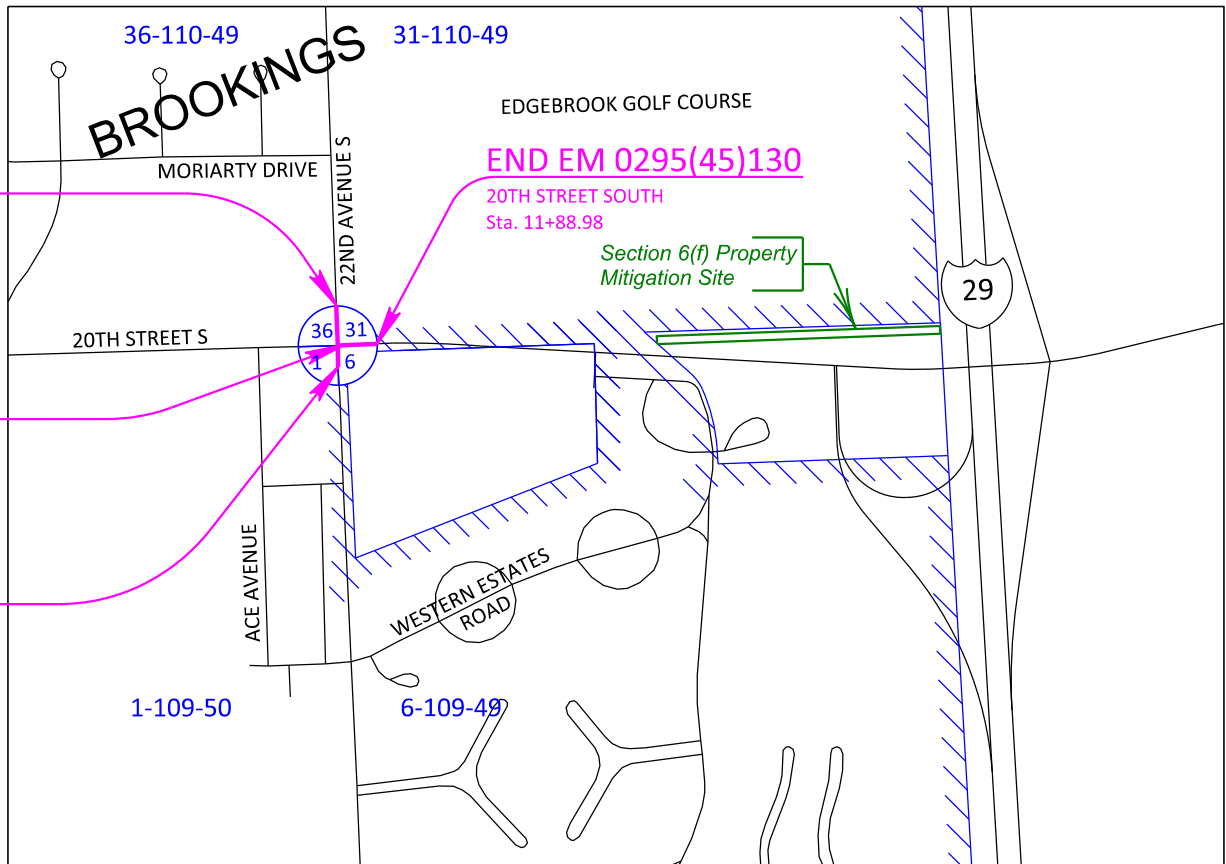 36-110-49
31-110-49
BROOKINGS
EDGEBROOK GOLF COURSE
MORIARTY DRIVE
22ND AVENUE S
END EM 0295(45)130
20TH STREET SOUTH
Sta. 11+88.98
Section 6(f) Property
Mitigation Site
29
20TH STREET S
36
31
1
6
ACE AVENUE
WESTERN ESTATES
ROAD
1-109-50
6-109-49